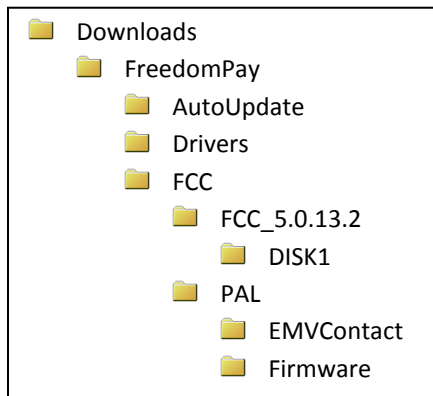 Downloads
FreedomPay
AutoUpdate
Drivers
FCC
FCC_5.0.13.2
DISK1
PAL
EMVContact
Firmware